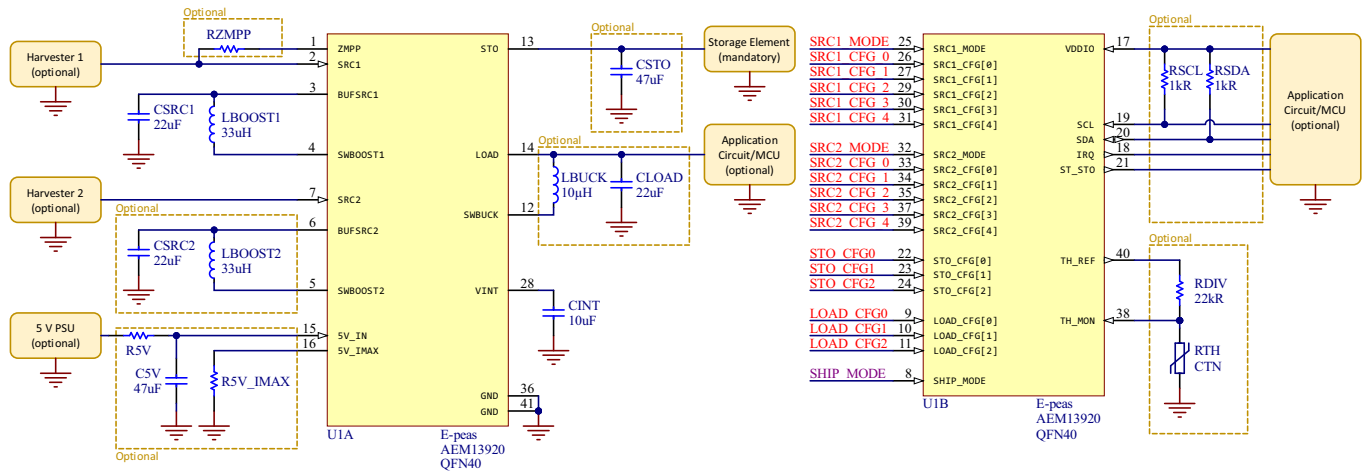 Optional
RZMPP
Harvester 1
(optional)
1
ZMPP
2
SRC1
3
BUFSRC1
CSRC1
22uF
LBOOST1
33uH
4
SWBOOST1
Harvester 2
(optional)
7
SRC2
Optional
6
BUFSRC2
CSRC2
22uF
LBOOST2
33uH
5
SWBOOST2
5 V PSU
(optional)
R5V
15
5V_IN
16
5V_IMAX
C5V
47uF
R5V_IMAX
Optional
STO
13
Optional
CSTO
47uF
Storage Element
(mandatory)
LOAD
14
Optional
LBUCK
10µH
CLOAD
22uF
Application
Circuit/MCU
(optional)
SWBUCK
12
VINT
28
CINT
10uF
GND
36
GND
41
U1A
E-peas
AEM13920
QFN40
SRC1_MODE 25 SRC1_MODE
SRC1_CFG_0 26 SRC1_CFG[0]
SRC1_CFG_1 27 SRC1_CFG[1]
SRC1_CFG_2 29 SRC1_CFG[2]
SRC1_CFG_3 30 SRC1_CFG[3]
SRC1_CFG_4 31 SRC1_CFG[4]
SRC2_MODE 32 SRC2_MODE
SRC2_CFG_0 33 SRC2_CFG[0]
SRC2_CFG_1 34 SRC2_CFG[1]
SRC2_CFG_2 35 SRC2_CFG[2]
SRC2_CFG_3 37 SRC2_CFG[3]
SRC2_CFG_4 39 SRC2_CFG[4]
STO_CFG0 22 STO_CFG[0]
STO_CFG1 23 STO_CFG[1]
STO_CFG2 24 STO_CFG[2]
LOAD_CFG0 9 LOAD_CFG[0]
LOAD_CFG1 10 LOAD_CFG[1]
LOAD_CFG2 11 LOAD_CFG[2]
SHIP_MODE 8 SHIP_MODE
VDDIO 17
Optional
RSCL
1kR
RSDA
1kR
SCL 19
SDA 20
IRQ 18
ST_STO 21
Application
Circuit/MCU
(optional)
Optional
TH_REF 40
RDIV
22kR
TH_MON 38
RTH
CTN
U1B
E-peas
AEM13920
QFN40